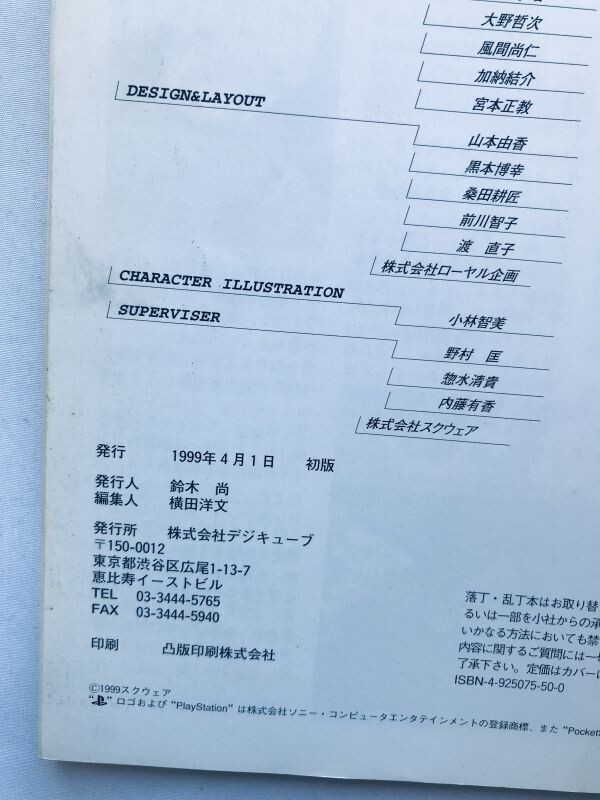 大野哲次
風間尚仁
加納結介
宮本正教
DESIGN&LAYOUT
山本由香
黒本博幸
桑田耕匠
前川智子
渡 直子
株式会社ローヤル企画
CHARACTER ILLUSTRATION
小林智美
SUPERVISER
野村 匡
惣水清貴
内藤有香
株式会社スクウェア
発行 1999年4月1日 初版
発行人 鈴木 尚
編集人 横田洋文
発行所 株式会社デジキューブ
〒150-0012
東京都渋谷区広尾1-13-7
恵比寿イーストビル
TEL 03-3444-5765
FAX 03-3444-5940
印刷 凸版印刷株式会社
落丁・乱丁本はお取り替
るいは一部を小社からの承
いかなる方法においても禁
内容に関するご質問には一
了承下さい。定価はカバーに
ISBN-4-925075-50-0
©1999スクウェア
“ ” ロゴおよび “PlayStation” は株式会社ソニー・コンピュータエンタテインメントの登録商標、また “PocketS